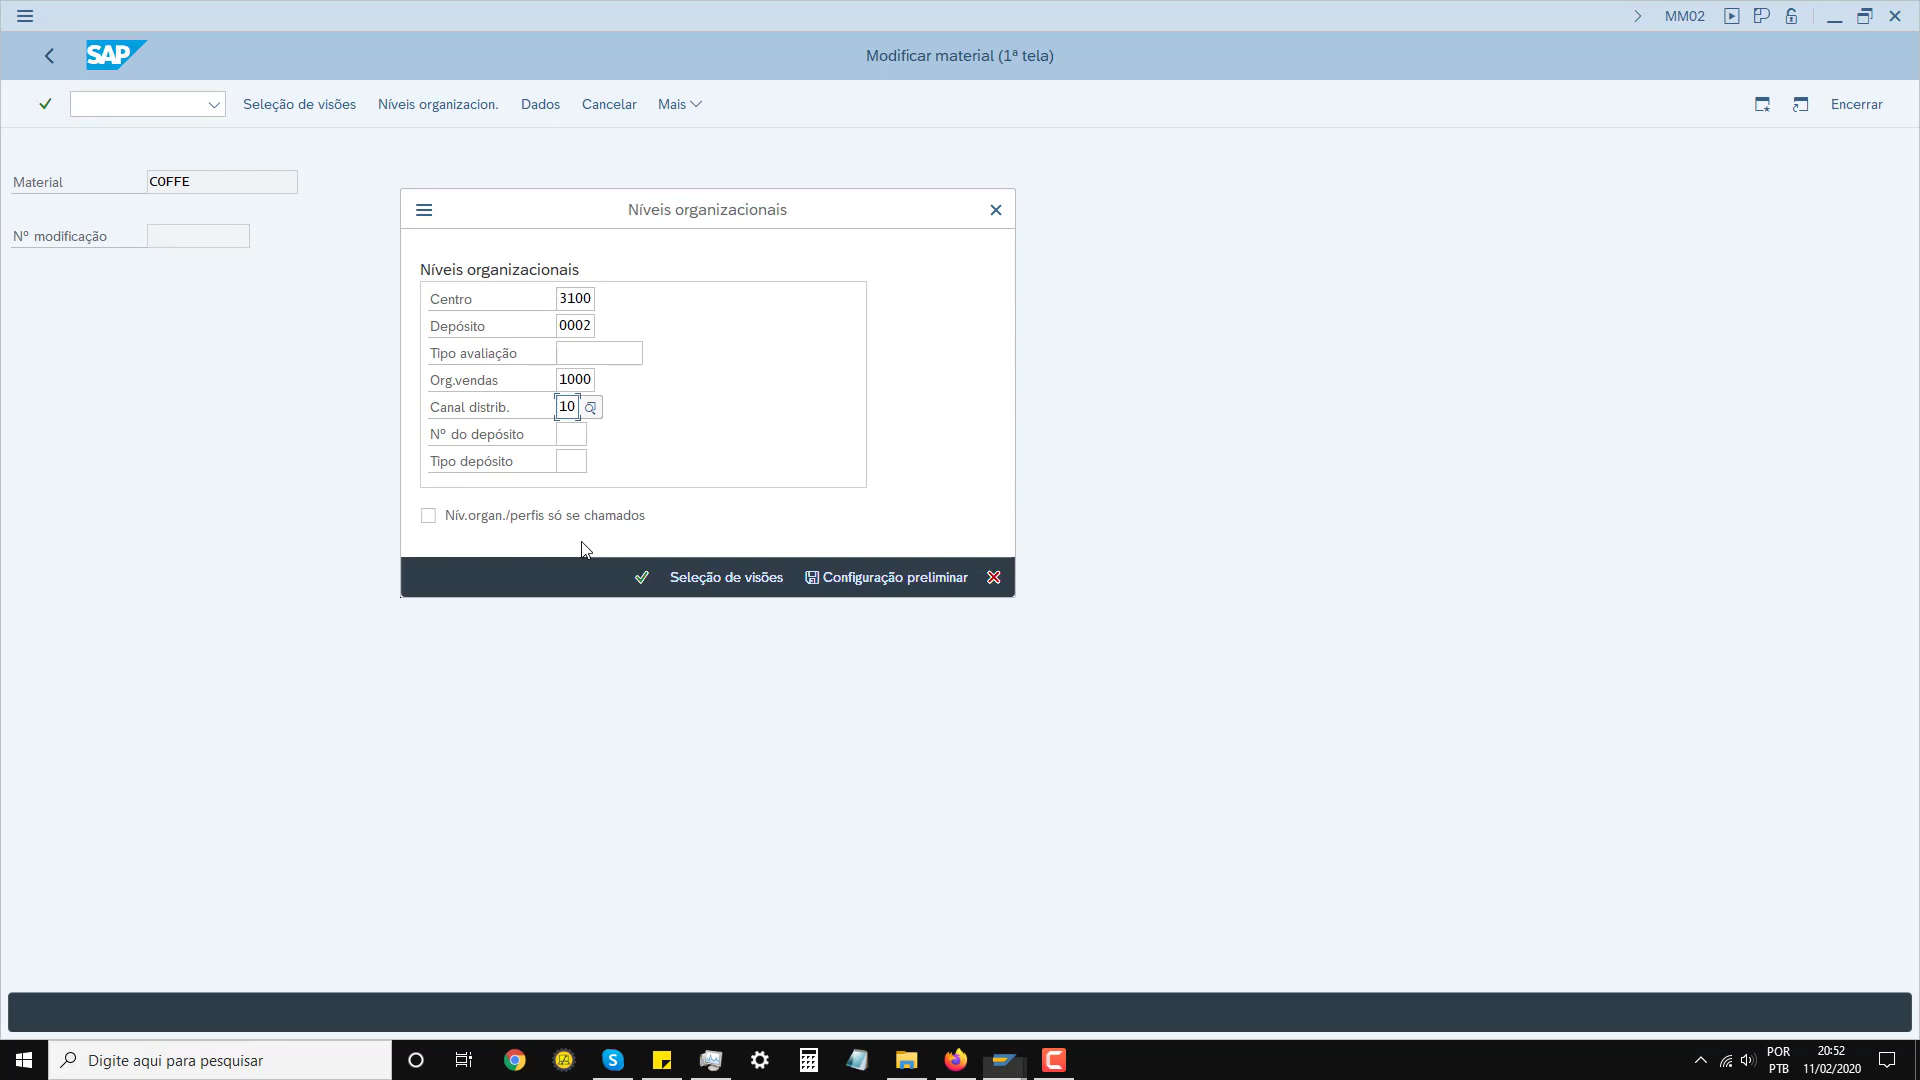 MM02
SAP
Modificar material (1ª tela)
Seleção de visões
Níveis organizacion.
Dados
Cancelar
Mais
Encerrar
Material
COFFE
Nº modificação
Níveis organizacionais
Níveis organizacionais
Centro 3100
Depósito 0002
Tipo avaliação
Org.vendas 1000
Canal distrib. 10
Nº do depósito
Tipo depósito
Nív.organ./perfis só se chamados
Seleção de visões
Configuração preliminar
Digite aqui para pesquisar
POR
PTB
20:52
11/02/2020